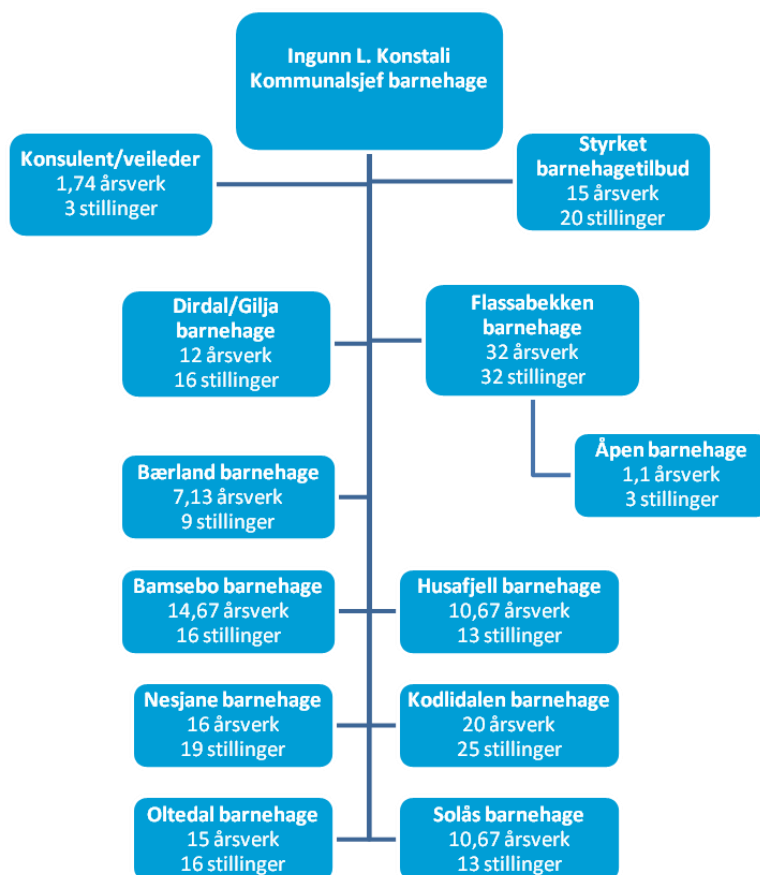 Ingunn L. Konstali
Kommunalsjef barnehage
Konsulent/veileder
1,74 årsverk
3 stillinger
Styrket
barnehagetilbud
15 årsverk
20 stillinger
Dirdal/Gilja
barnehage
12 årsverk
16 stillinger
Flassabekken
barnehage
32 årsverk
32 stillinger
Åpen barnehage
1,1 årsverk
3 stillinger
Bærland barnehage
7,13 årsverk
9 stillinger
Bamsebo barnehage
14,67 årsverk
16 stillinger
Husafjell barnehage
10,67 årsverk
13 stillinger
Nesjane barnehage
16 årsverk
19 stillinger
Kodlidalen barnehage
20 årsverk
25 stillinger
Oltedal barnehage
15 årsverk
16 stillinger
Solås barnehage
10,67 årsverk
13 stillinger